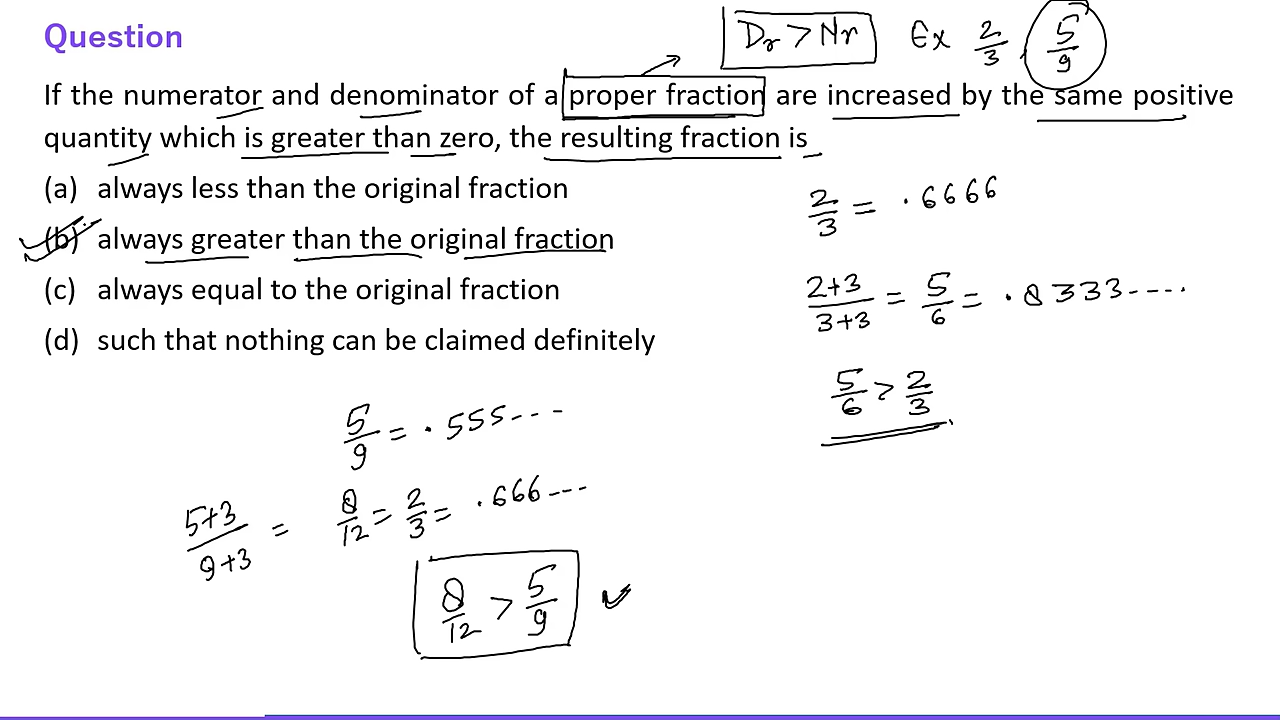 Question
Dr > Nr Ex 2/3, 5/9
If the numerator and denominator of a proper fraction are increased by the same positive
quantity which is greater than zero, the resulting fraction is
(a) always less than the original fraction
(b) always greater than the original fraction
(c) always equal to the original fraction
(d) such that nothing can be claimed definitely
2/3 = .6666
2+3/3+3 = 5/6 = .8333----
5/6 > 2/3
5/9 = .555---
5+3/9+3 = 8/12 = 2/3 = .666---
8/12 > 5/9